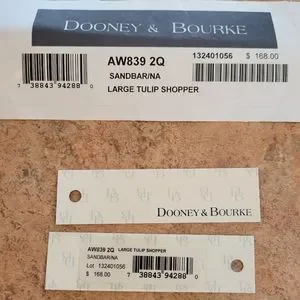 DOONEY & BOURKE
AW839 2Q
132401056
$ 168.00
SANDBAR/NA
7 38843 94288 0
LARGE TULIP SHOPPER
DOONEY & BOURKE
AW839 2Q LARGE TULIP SHOPPER
SANDBAR/NA
Lot : 132401056
$ 168.00
7 38843 94288 0